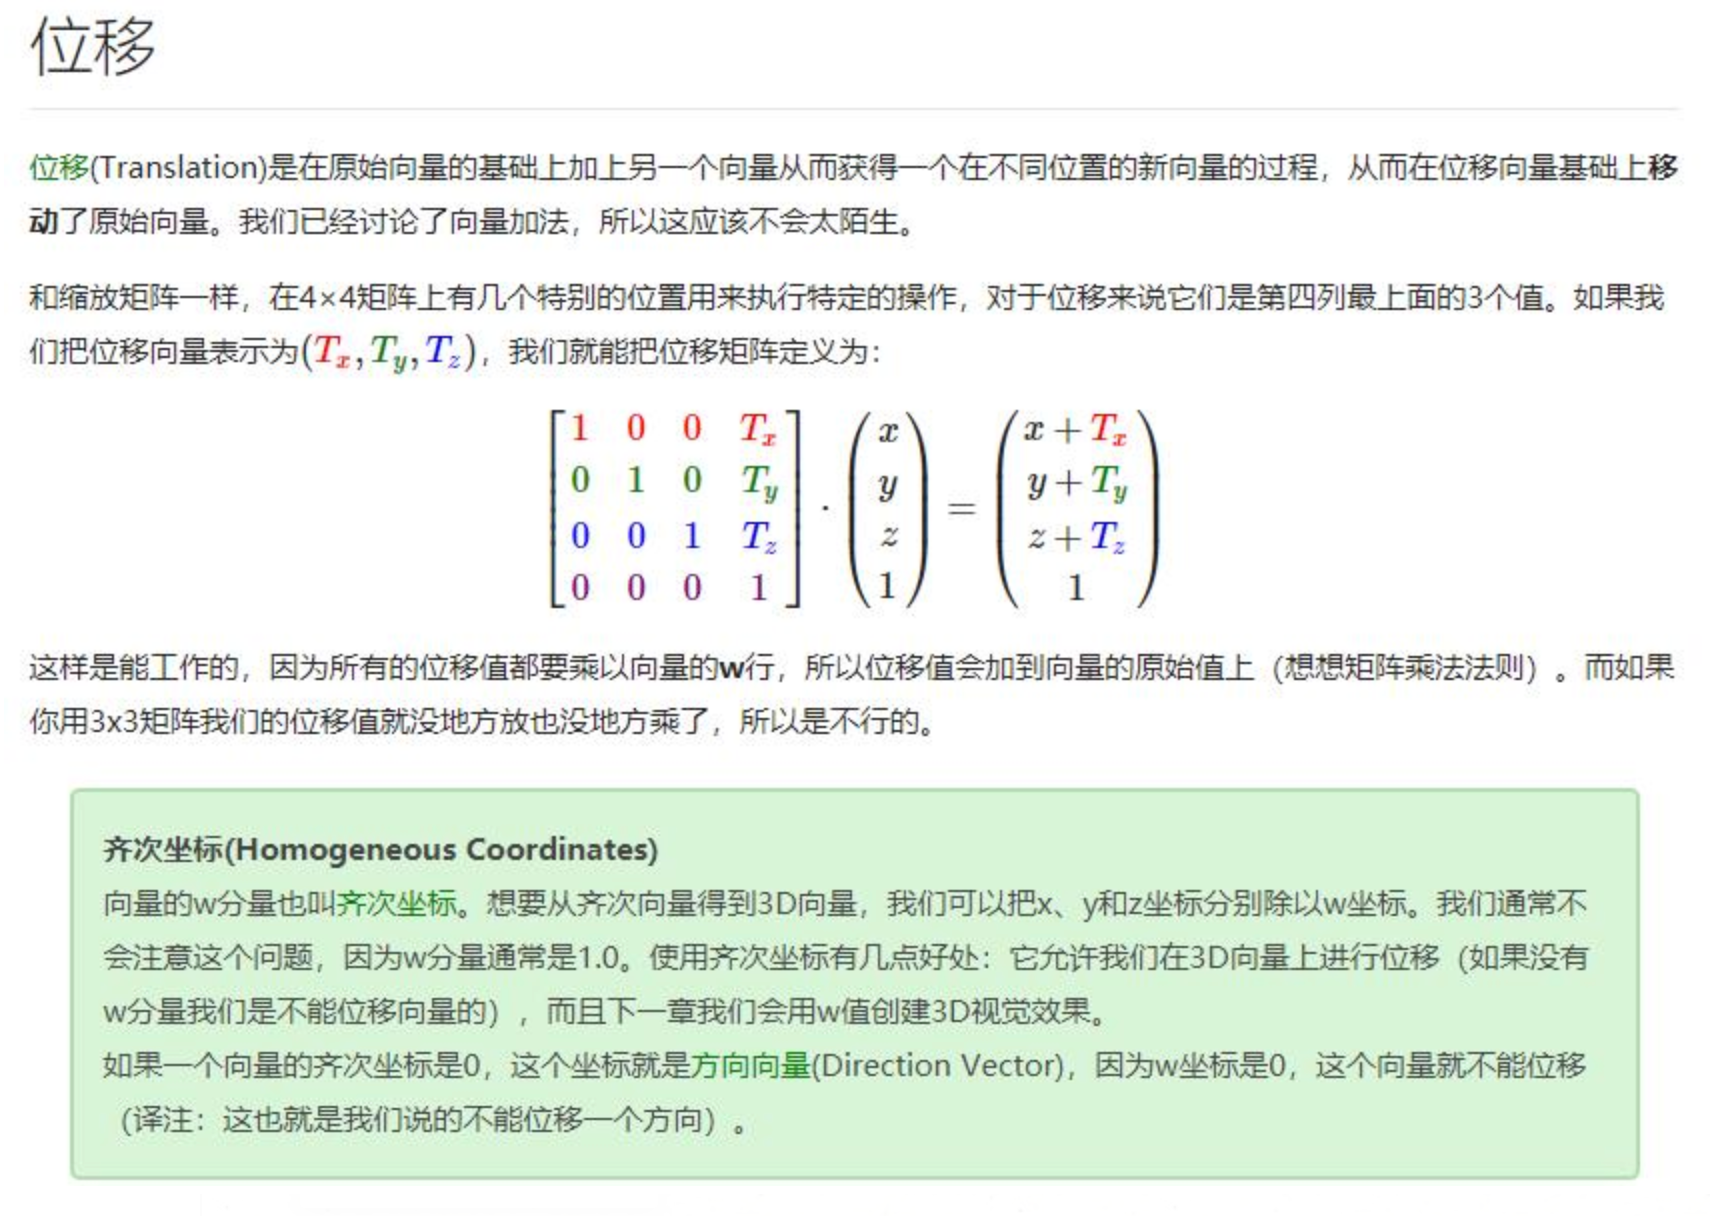 位移
位移(Translation)是在原始向量的基础上加上另一个向量从而获得一个在不同位置的新向量的过程，从而在位移向量基础上移
动了原始向量。我们已经讨论了向量加法，所以这应该不会太陌生。
和缩放矩阵一样，在4×4矩阵上有几个特别的位置用来执行特定的操作，对于位移来说它们是第四列最上面的3个值。如果我
们把位移向量表示为(Tx,Ty,Tz)，我们就能把位移矩阵定义为：
[1 0 0 Tx] (x) (x+Tx)
[0 1 0 Ty] (y) (y+Ty)
[0 0 1 Tz] · (z) = (z+Tz)
[0 0 0 1] (1) (1)
这样是能工作的，因为所有的位移值都要乘以向量的w行，所以位移值会加到向量的原始值上（想想矩阵乘法法则）。而如果
你用3x3矩阵我们的位移值就没地方放也没地方乘了，所以是不行的。
齐次坐标(Homogeneous Coordinates)
向量的w分量也叫齐次坐标。想要从齐次向量得到3D向量，我们可以把x、y和z坐标分别除以w坐标。我们通常不
会注意这个问题，因为w分量通常是1.0。使用齐次坐标有几点好处：它允许我们在3D向量上进行位移（如果没有
w分量我们是不能位移向量的），而且下一章我们会用w值创建3D视觉效果。
如果一个向量的齐次坐标是0，这个坐标就是方向向量(Direction Vector)，因为w坐标是0，这个向量就不能位移
（译注：这也就是我们说的不能位移一个方向）。